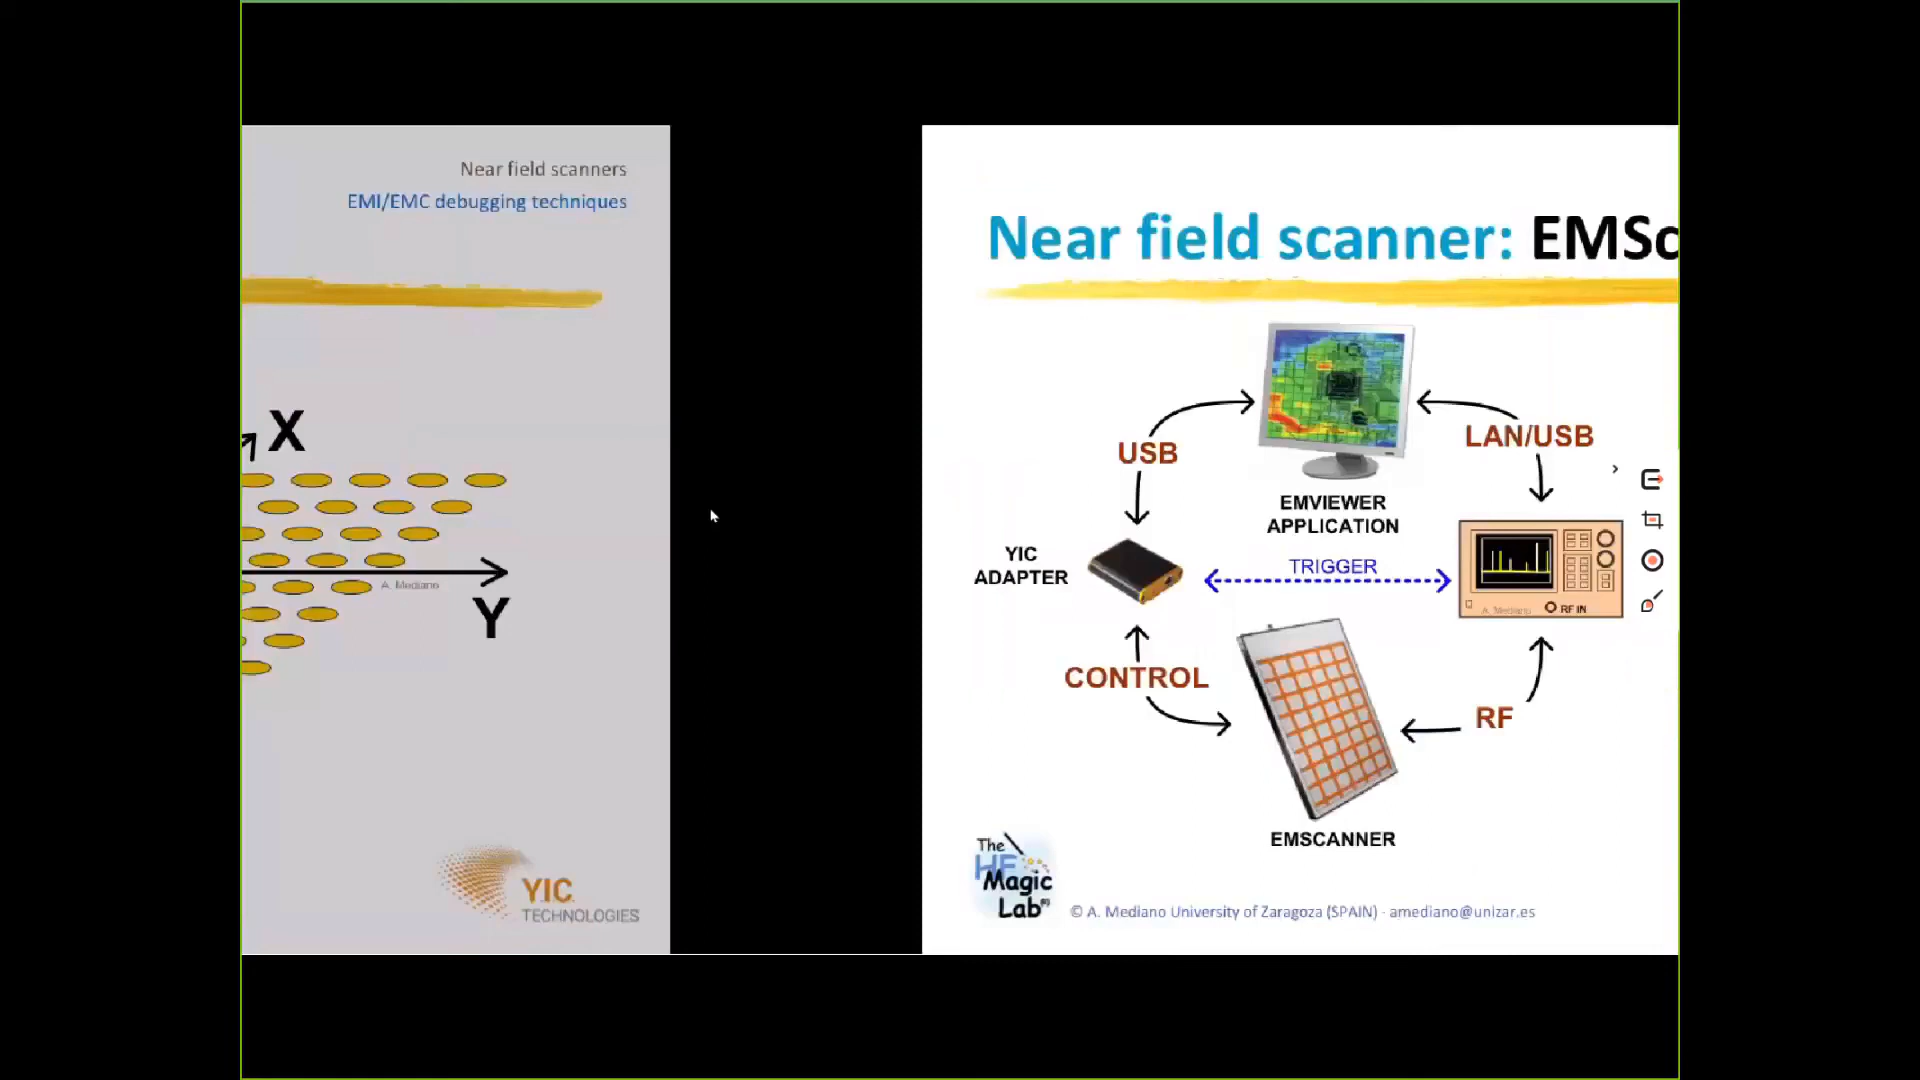 Near field scanners
EMI/EMC debugging techniques
X
A. Mediano
Y
YIC
TECHNOLOGIES
Near field scanner: EMSc
USB
LAN/USB
EMVIEWER
APPLICATION
YIC
ADAPTER
TRIGGER
A. Mediano
RF IN
CONTROL
RF
EMSCANNER
The
HF
Magic
Lab
© A. Mediano University of Zaragoza (SPAIN) - amediano@unizar.es